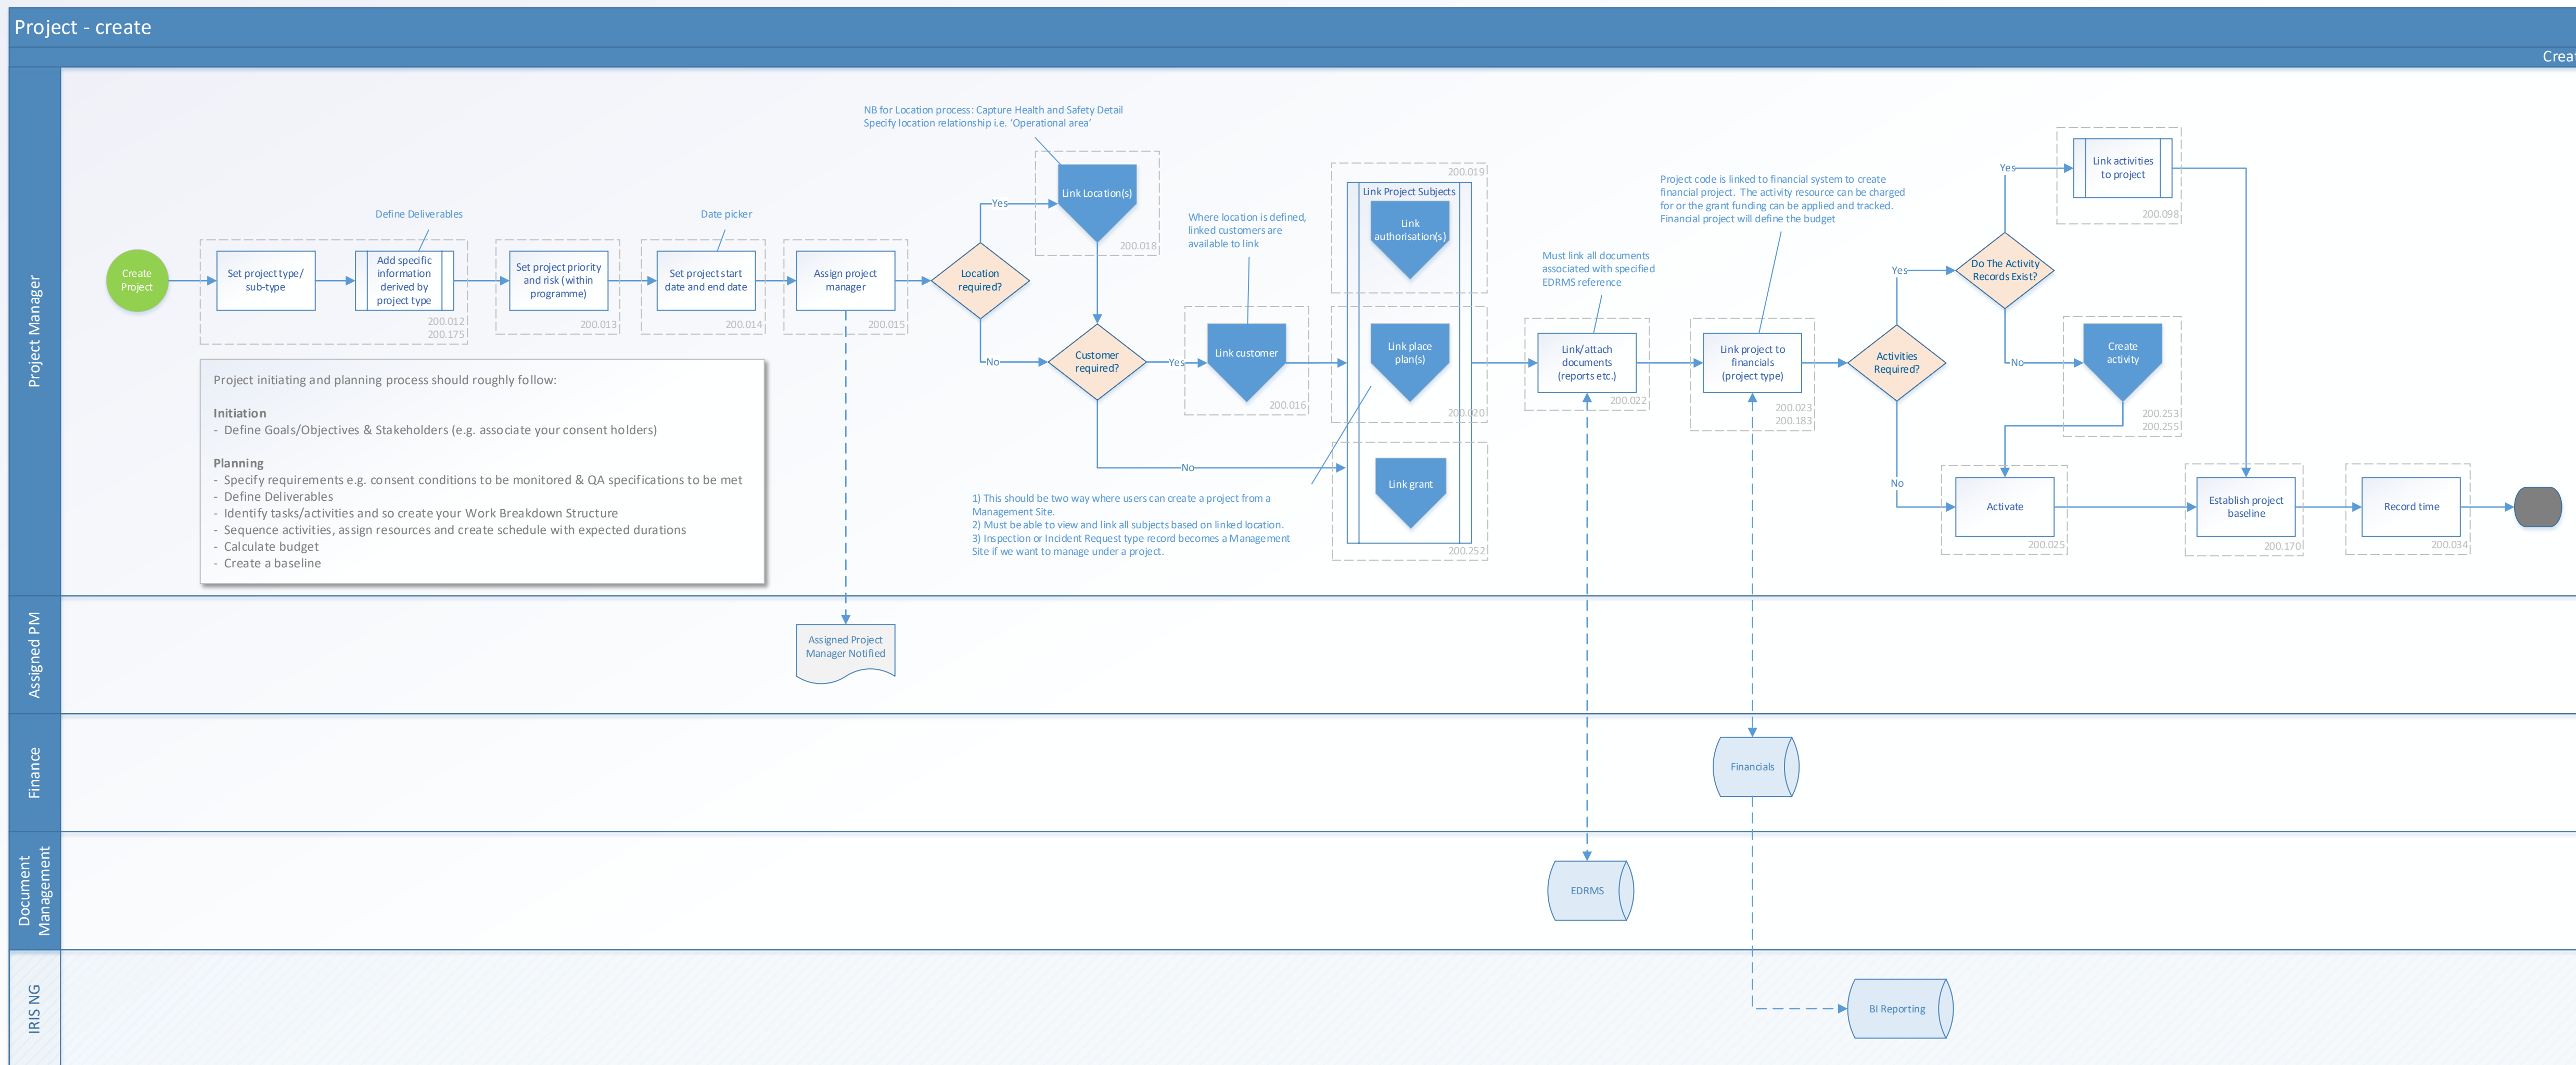 Project - create
Crea
Project Manager
NB for Location process: Capture Health and Safety Detail
Specify location relationship i.e. ‘Operational area’
Define Deliverables
Date picker
Create
Project
Set project type/
sub-type
Add specific
information
derived by
project type
200.012
200.175
Set project priority
and risk (within
programme)
200.013
Set project start
date and end date
200.014
Assign project
manager
200.015
Location
required?
Yes
No
Link Location(s)
200.018
Customer
required?
Yes
No
Where location is defined,
linked customers are
available to link
Link customer
200.016
200.019
Link Project Subjects
Link
authorisation(s)
Link place
plan(s)
200.020
Link grant
200.252
1) This should be two way where users can create a project from a
Management Site.
2) Must be able to view and link all subjects based on linked location.
3) Inspection or Incident Request type record becomes a Management
Site if we want to manage under a project.
Must link all documents
associated with specified
EDRMS reference
Link/attach
documents
(reports etc.)
200.022
Project code is linked to financial system to create
financial project. The activity resource can be charged
for or the grant funding can be applied and tracked.
Financial project will define the budget
Link project to
financials
(project type)
200.023
200.183
Activities
Required?
Yes
No
Do The Activity
Records Exist?
Yes
No
Link activities
to project
200.098
Create
activity
200.253
200.255
Activate
200.025
Establish project
baseline
200.170
Record time
200.034
Project initiating and planning process should roughly follow:
Initiation
- Define Goals/Objectives & Stakeholders (e.g. associate your consent holders)
Planning
- Specify requirements e.g. consent conditions to be monitored & QA specifications to be met
- Define Deliverables
- Identify tasks/activities and so create your Work Breakdown Structure
- Sequence activities, assign resources and create schedule with expected durations
- Calculate budget
- Create a baseline
Assigned PM
Assigned Project
Manager Notified
Finance
Financials
Document
Management
EDRMS
IRIS NG
BI Reporting